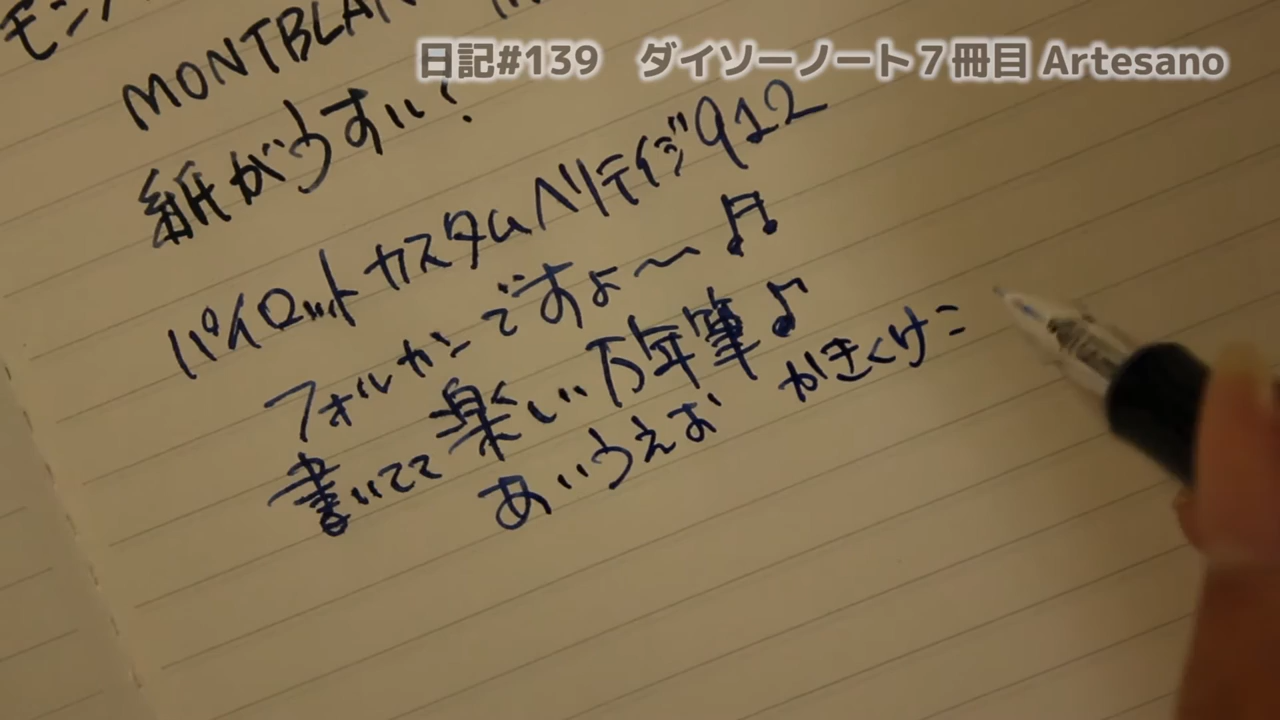 日記#139 ダイソーノート7冊目 Artesano
モン
MONTBLAN
紙がうすい?
パイロットカスタムヘリテイジ912
フォルカンですよ〜♬
書いてて楽しい万年筆♪
あいうえお かきくけこ